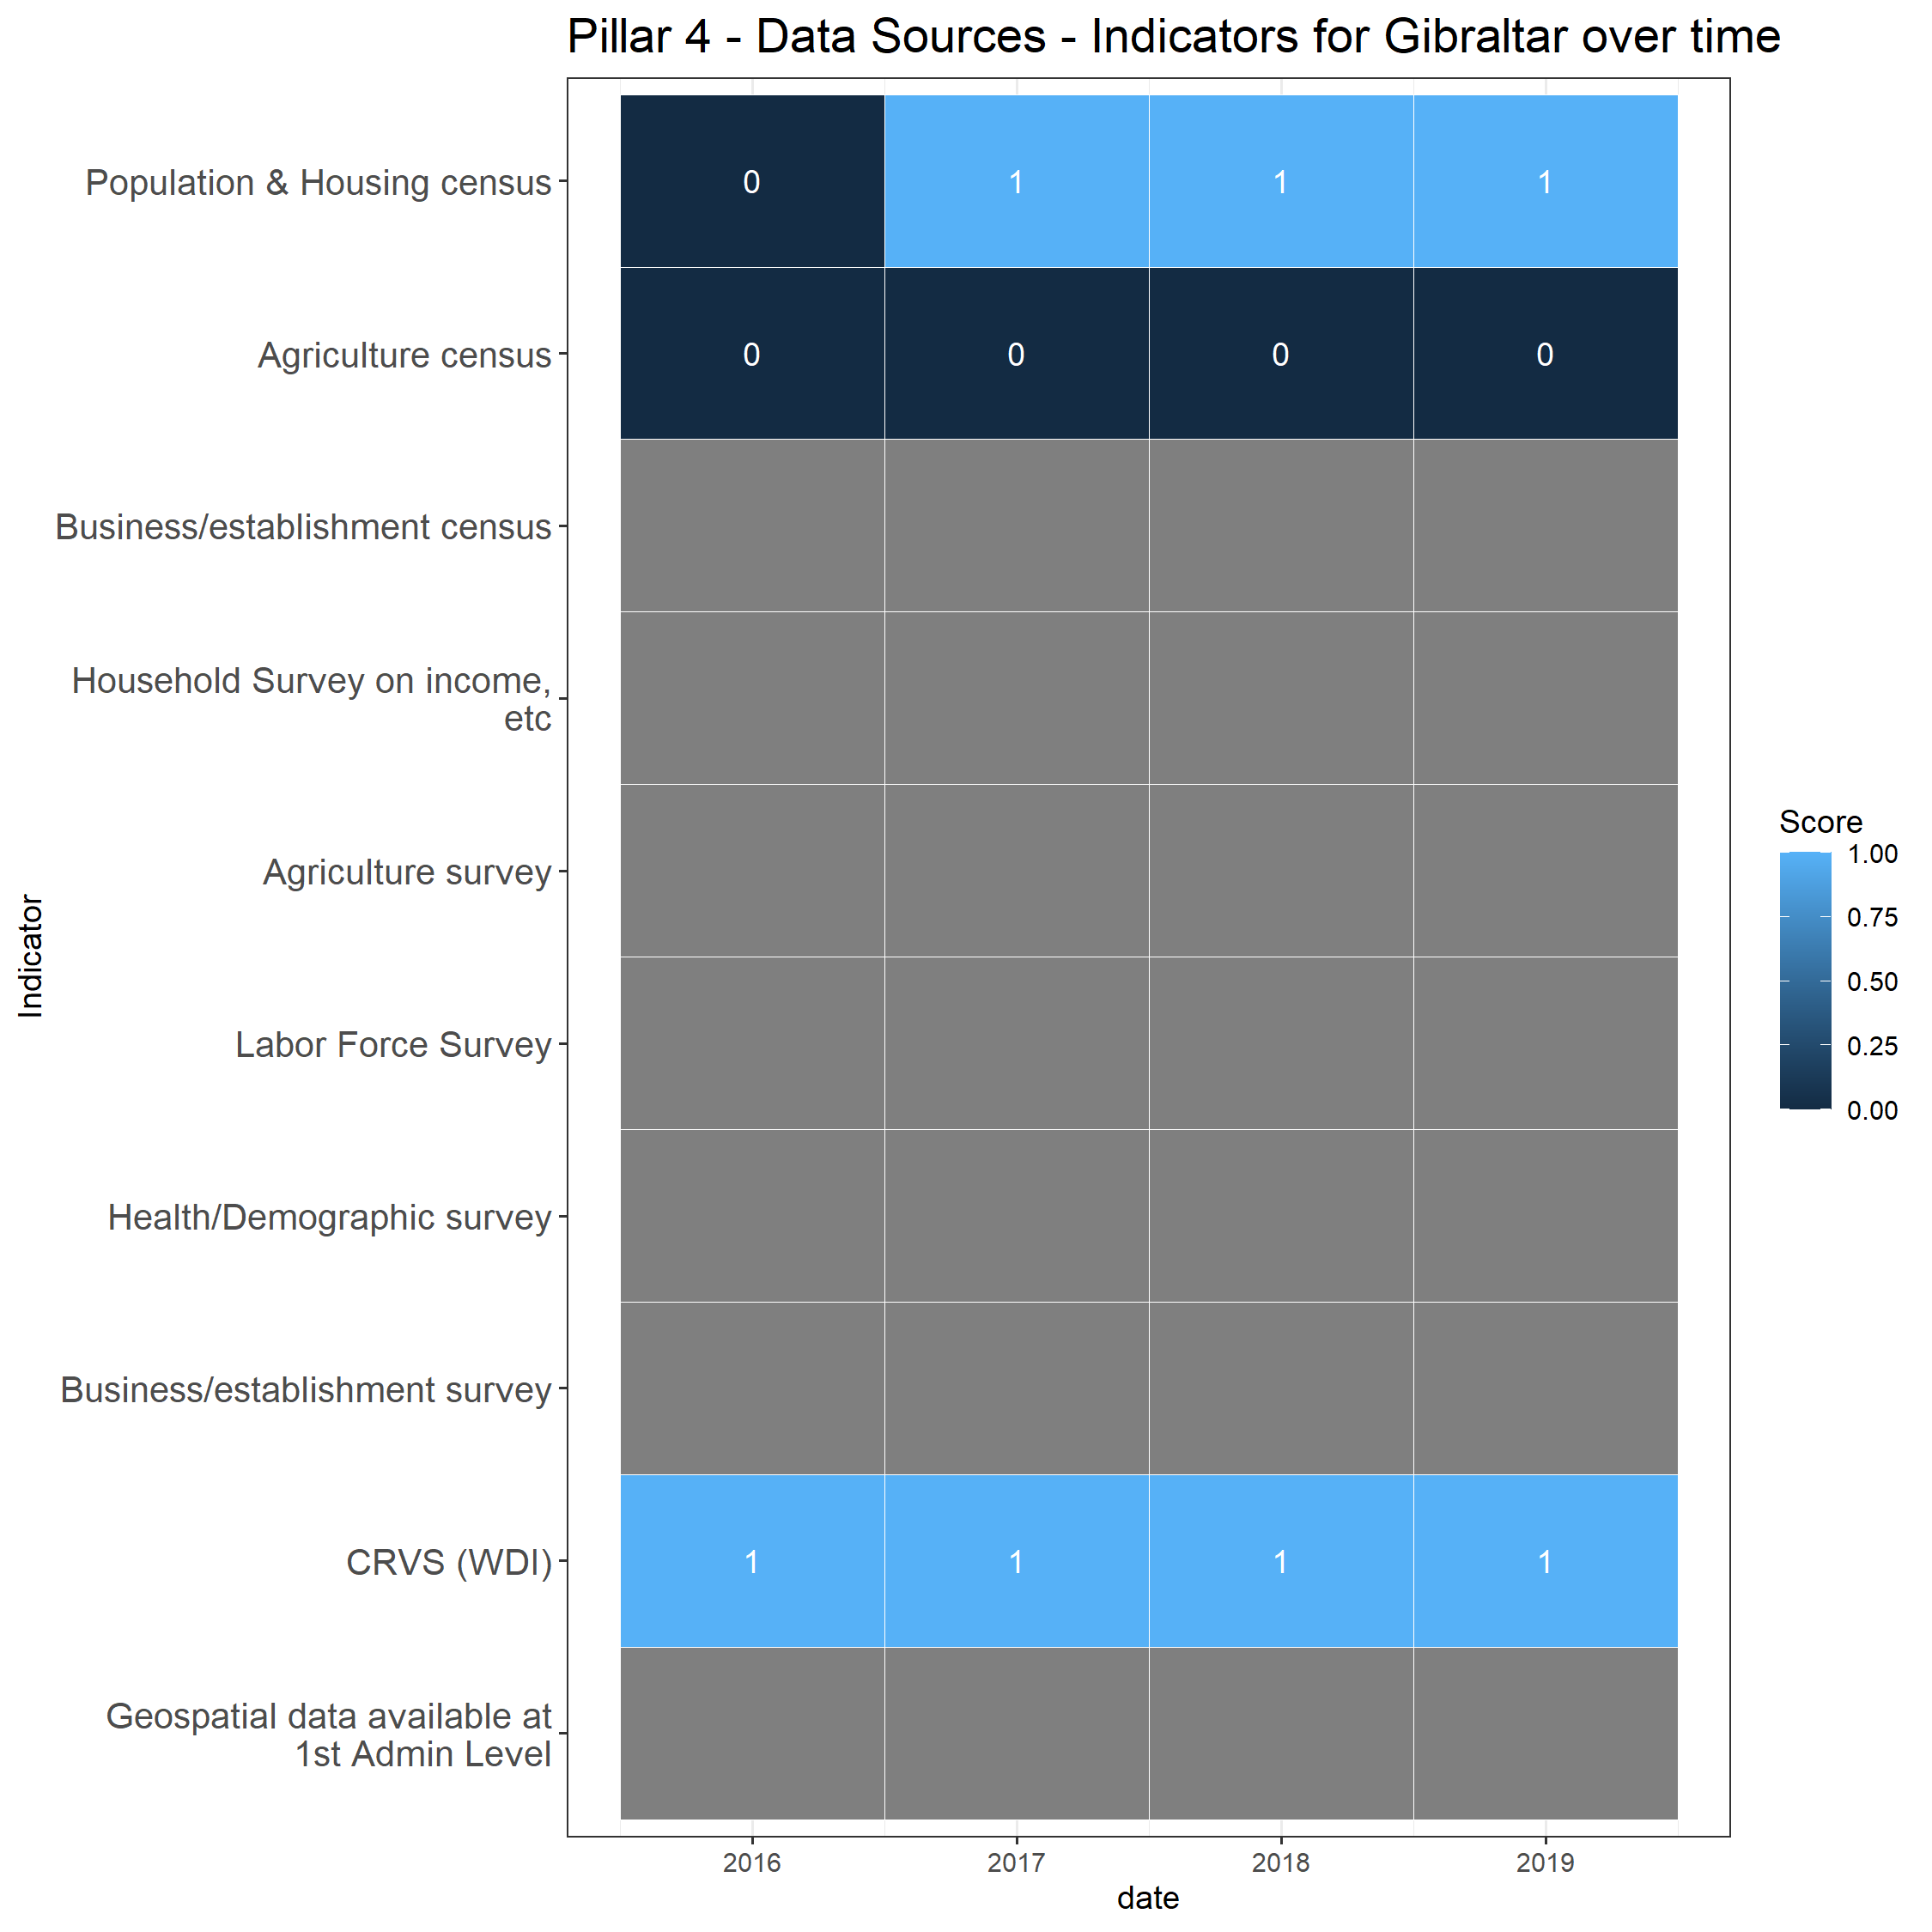 Pillar 4 - Data Sources - Indicators for Gibraltar over time
Indicator
Population & Housing census
0 1 1 1
Agriculture census
0 0 0 0
Business/establishment census
Household Survey on income,
etc
Agriculture survey
Labor Force Survey
Health/Demographic survey
Business/establishment survey
CRVS (WDI)
1 1 1 1
Geospatial data available at
1st Admin Level
2016 2017 2018 2019
date
Score
1.00
0.75
0.50
0.25
0.00